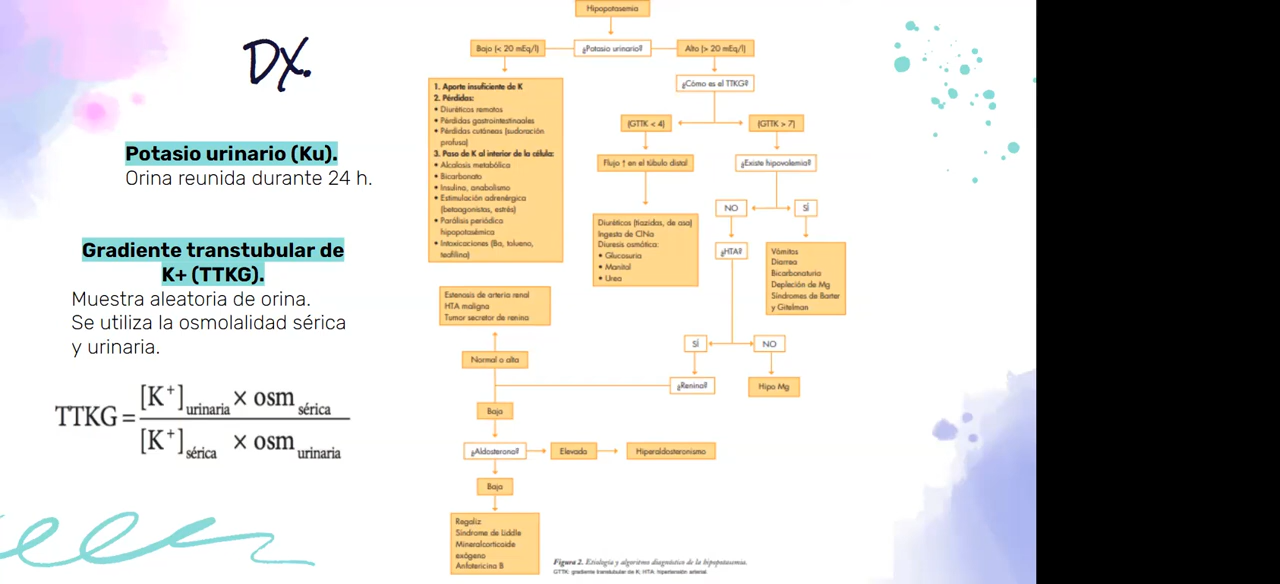 DX.
Potasio urinario (Ku).
Orina reunida durante 24 h.
Gradiente transtubular de
K+ (TTKG).
Muestra aleatoria de orina.
Se utiliza la osmolalidad sérica
y urinaria.
TTKG = [K+] urinaria × osm sérica
[K+] sérica × osm urinaria
Hipopotasemia
Bajo (< 20 mEq/l)
¿Potasio urinario?
Alto (> 20 mEq/l)
1. Aporte insuficiente de K
2. Pérdidas:
• Diuréticos remotos
• Pérdidas gastrointestinales
• Pérdidas cutáneas (sudoración
profusa)
3. Paso de K al interior de la célula:
• Alcalosis metabólica
• Bicarbonato
• Insulina, anabolismo
• Estimulación adrenérgica
(betaagonistas, estrés)
• Parálisis periódica
hipopotasémica
• Intoxicaciones (Ba, tolueno,
teofilina)
¿Cómo es el TTKG?
(GTTK < 4)
(GTTK > 7)
Flujo ↑ en el túbulo distal
¿Existe hipovolemia?
Diuréticos (tiazidas, de asa)
Ingesta de ClNa
Diuresis osmótica:
• Glucosuria
• Manitol
• Urea
NO
SÍ
¿HTA?
Vómitos
Diarrea
Bicarbonaturia
Depleción de Mg
Síndromes de Barter
y Gitelman
SÍ
NO
¿Renina?
Hipo Mg
Estenosis de arteria renal
HTA maligna
Tumor secretor de renina
Normal o alta
Baja
¿Aldosterona?
Elevada
Hiperaldosteronismo
Baja
Regaliz
Síndrome de Liddle
Mineralcorticoide
exógeno
Anfotericina B
Figura 2. Etiología y algoritmo diagnóstico de la hipopotasemia.
GTTK: gradiente transtubular de K; HTA: hipertensión arterial.